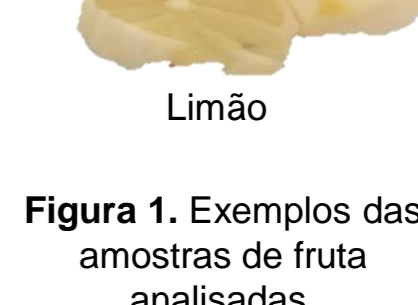 Limão
Figura 1. Exemplos das
amostras de fruta
analisadas